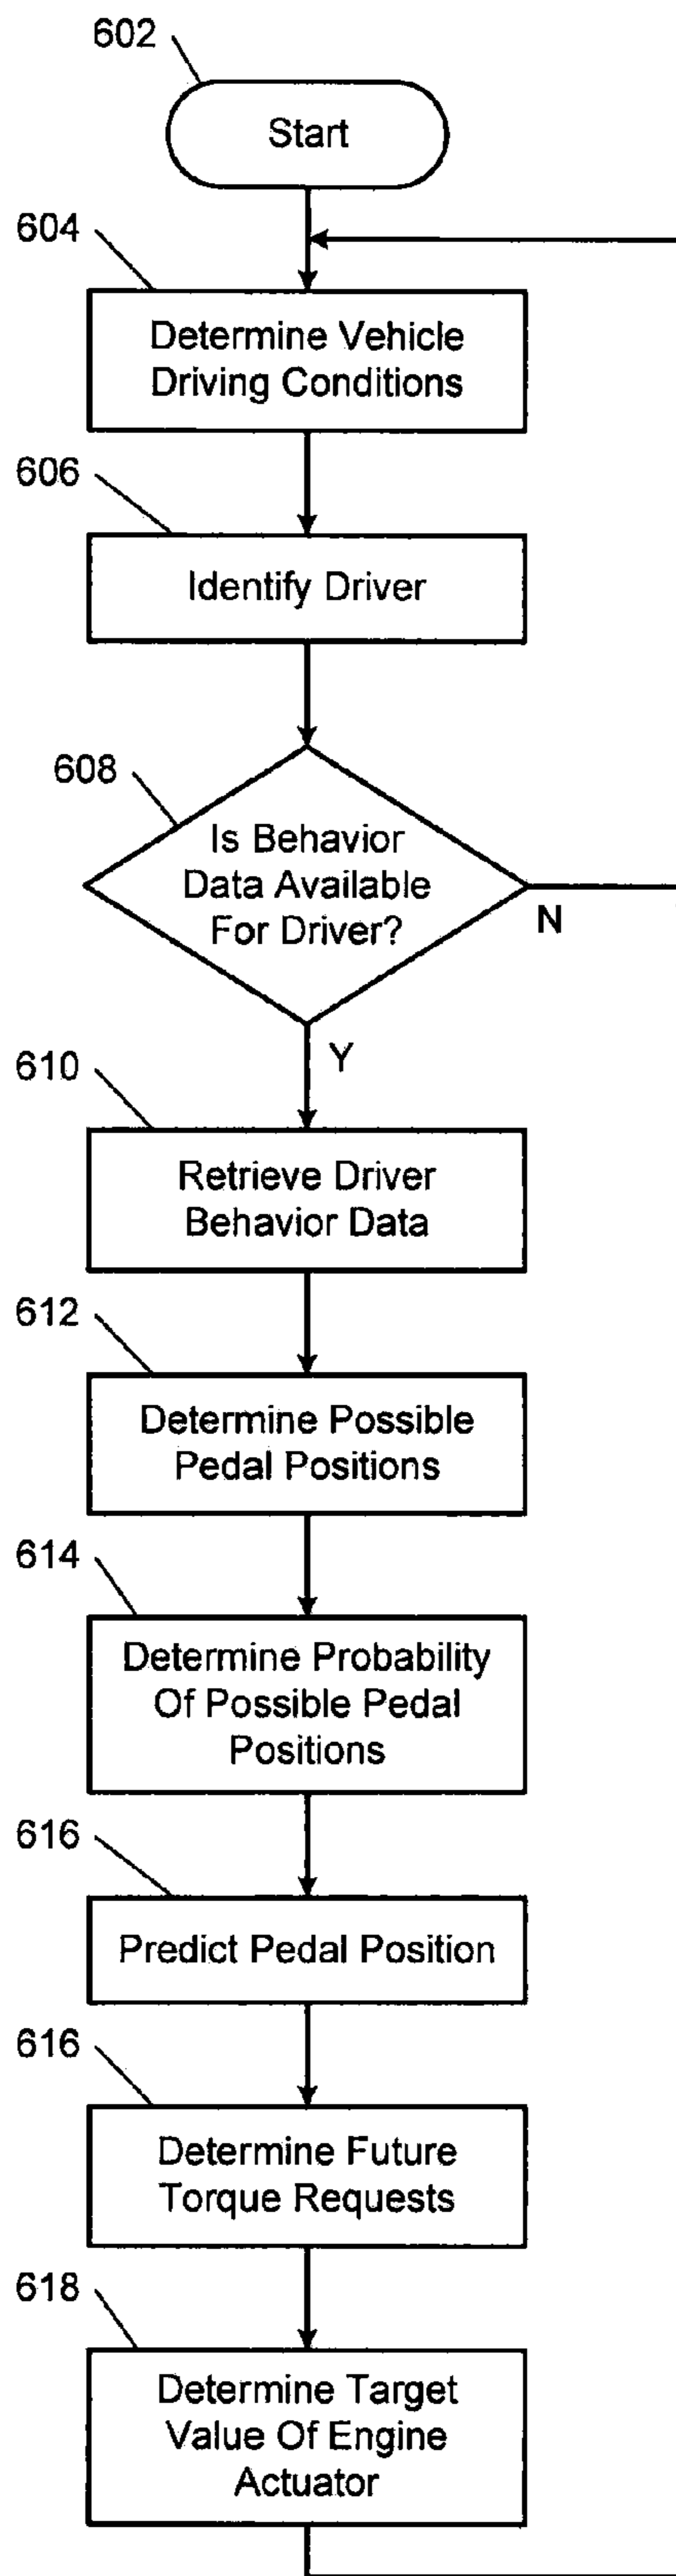 602
Start
604
Determine Vehicle
Driving Conditions
606
Identify Driver
608
Is Behavior
Data Available
For Driver?
N
Y
610
Retrieve Driver
Behavior Data
612
Determine Possible
Pedal Positions
614
Determine Probability
Of Possible Pedal
Positions
616
Predict Pedal Position
616
Determine Future
Torque Requests
618
Determine Target
Value Of Engine
Actuator